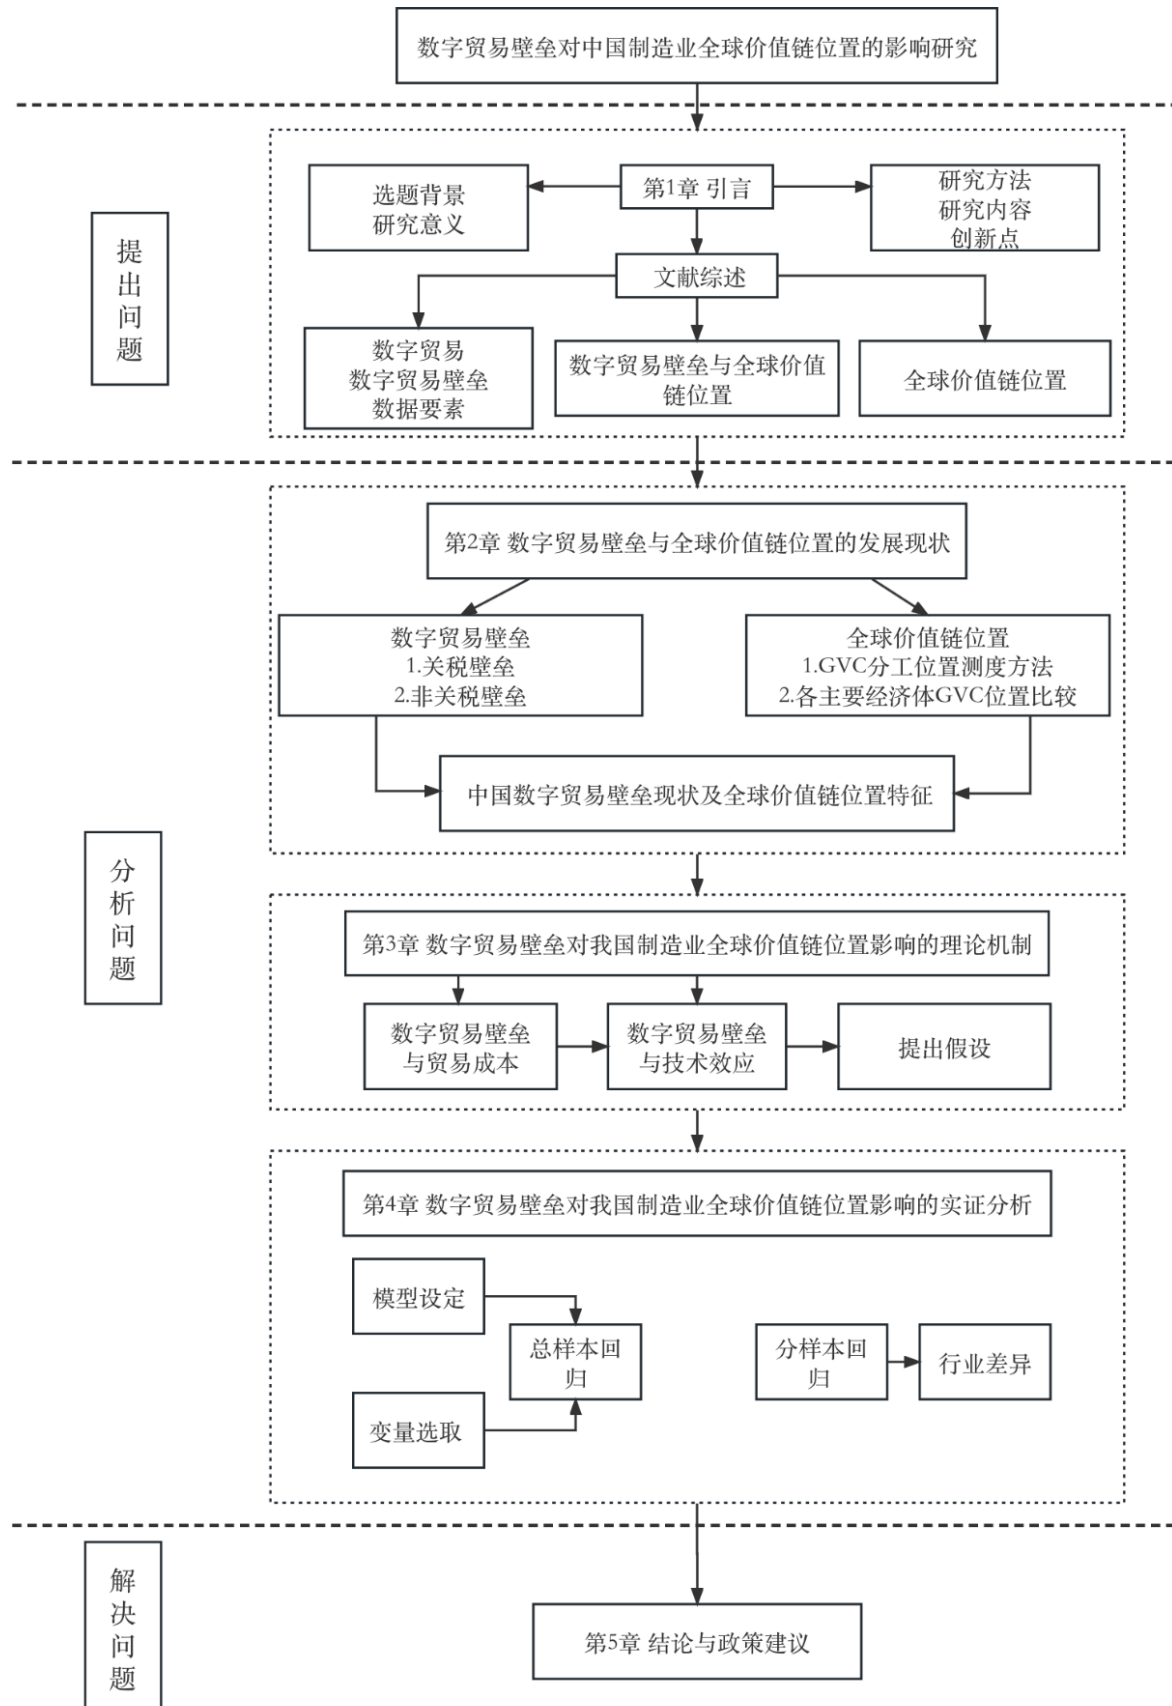 数字贸易壁垒对中国制造业全球价值链位置的影响研究
提出问题
选题背景
研究意义
第1章 引言
研究方法
研究内容
创新点
文献综述
数字贸易
数字贸易壁垒
数据要素
数字贸易壁垒与全球价值
链位置
全球价值链位置
分析问题
第2章 数字贸易壁垒与全球价值链位置的发展现状
数字贸易壁垒
1.关税壁垒
2.非关税壁垒
全球价值链位置
1.GVC分工位置测度方法
2.各主要经济体GVC位置比较
中国数字贸易壁垒现状及全球价值链位置特征
第3章 数字贸易壁垒对我国制造业全球价值链位置影响的理论机制
数字贸易壁垒
与贸易成本
数字贸易壁垒
与技术效应
提出假设
第4章 数字贸易壁垒对我国制造业全球价值链位置影响的实证分析
模型设定
变量选取
总样本回
归
分样本回
归
行业差异
解决问题
第5章 结论与政策建议